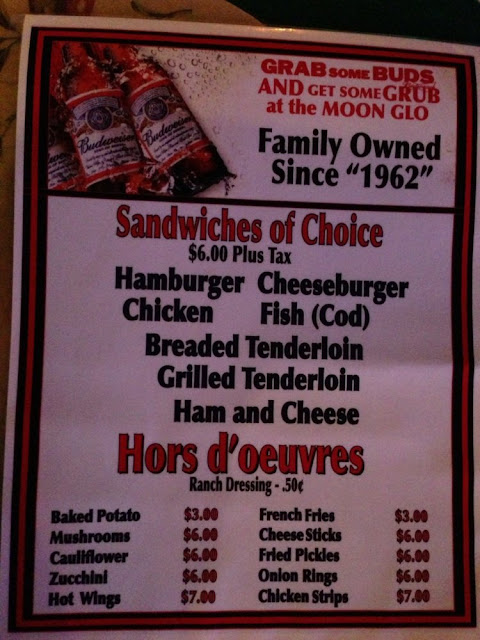 GRAB SOME BUDS
AND GET SOME GRUB
at the MOON GLO
Budweiser
Budweiser
Family Owned
Since "1962"
Sandwiches of Choice
$6.00 Plus Tax
Hamburger Cheeseburger
Chicken Fish (Cod)
Breaded Tenderloin
Grilled Tenderloin
Ham and Cheese
Hors d'oeuvres
Ranch Dressing - .50¢
Baked Potato $3.00 French Fries $3.00
Mushrooms $6.00 Cheese Sticks $6.00
Cauliflower $6.00 Fried Pickles $6.00
Zucchini $6.00 Onion Rings $6.00
Hot Wings $7.00 Chicken Strips $7.00